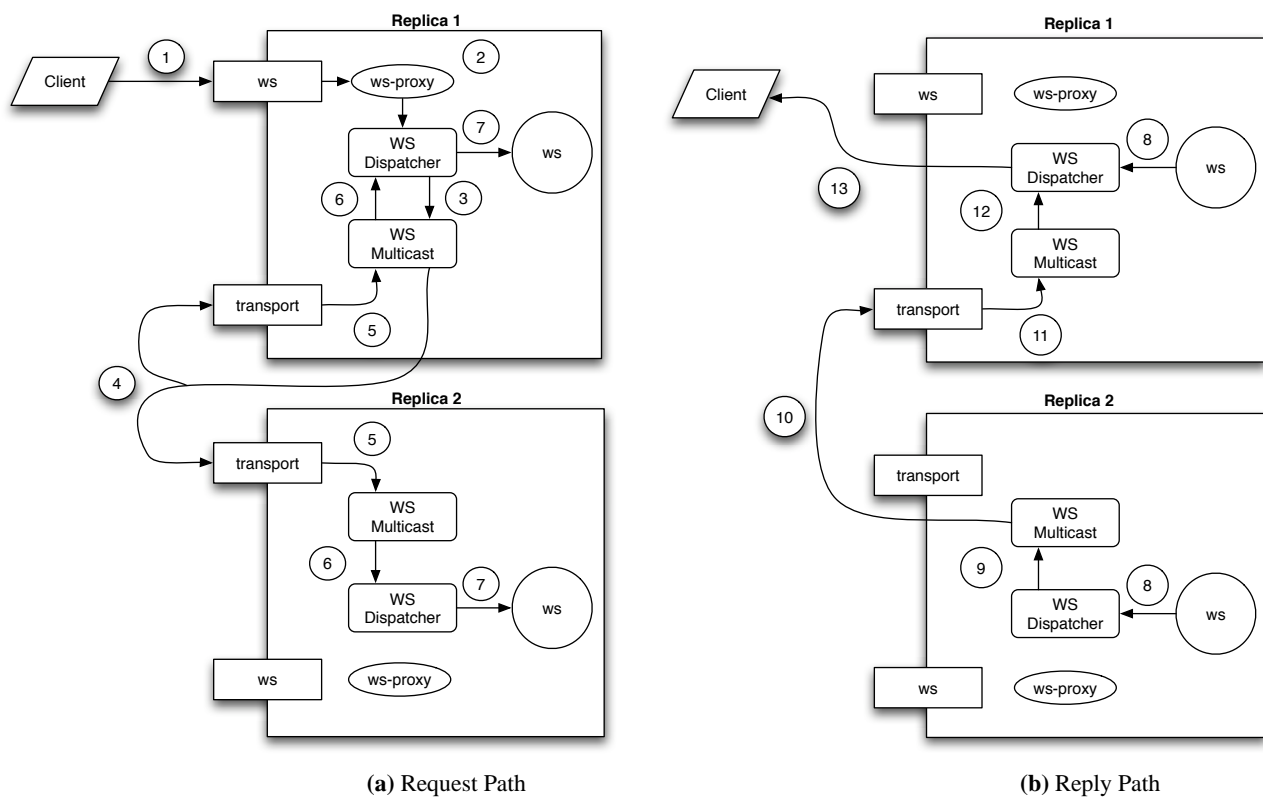 Replica 1
Client
1
ws
ws-proxy
2
WS
Dispatcher
7
ws
6
3
WS
Multicast
transport
5
4
Replica 2
transport
5
WS
Multicast
6
WS
Dispatcher
7
ws
ws
ws-proxy
(a) Request Path
Replica 1
Client
ws
ws-proxy
WS
Dispatcher
8
ws
13
12
WS
Multicast
transport
11
10
Replica 2
transport
WS
Multicast
9
WS
Dispatcher
8
ws
ws
ws-proxy
(b) Reply Path